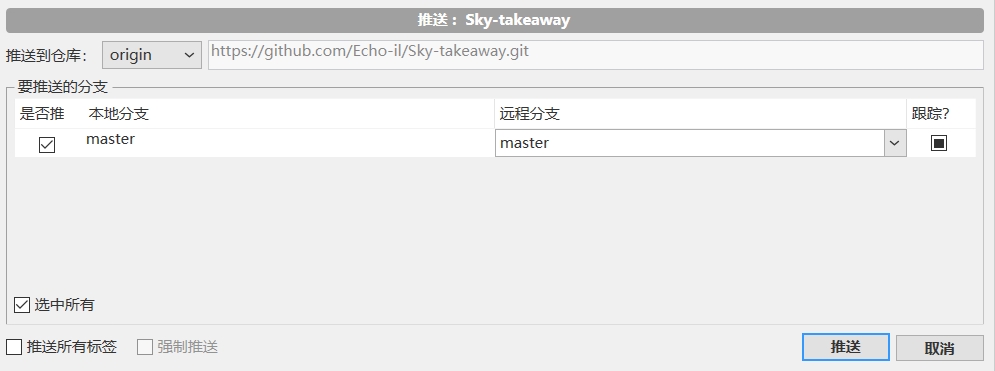 推送 : Sky-takeaway
推送到仓库： origin https://github.com/Echo-il/Sky-takeaway.git
要推送的分支
是否推 本地分支 远程分支 跟踪?
master master
选中所有
推送所有标签 强制推送 推送 取消